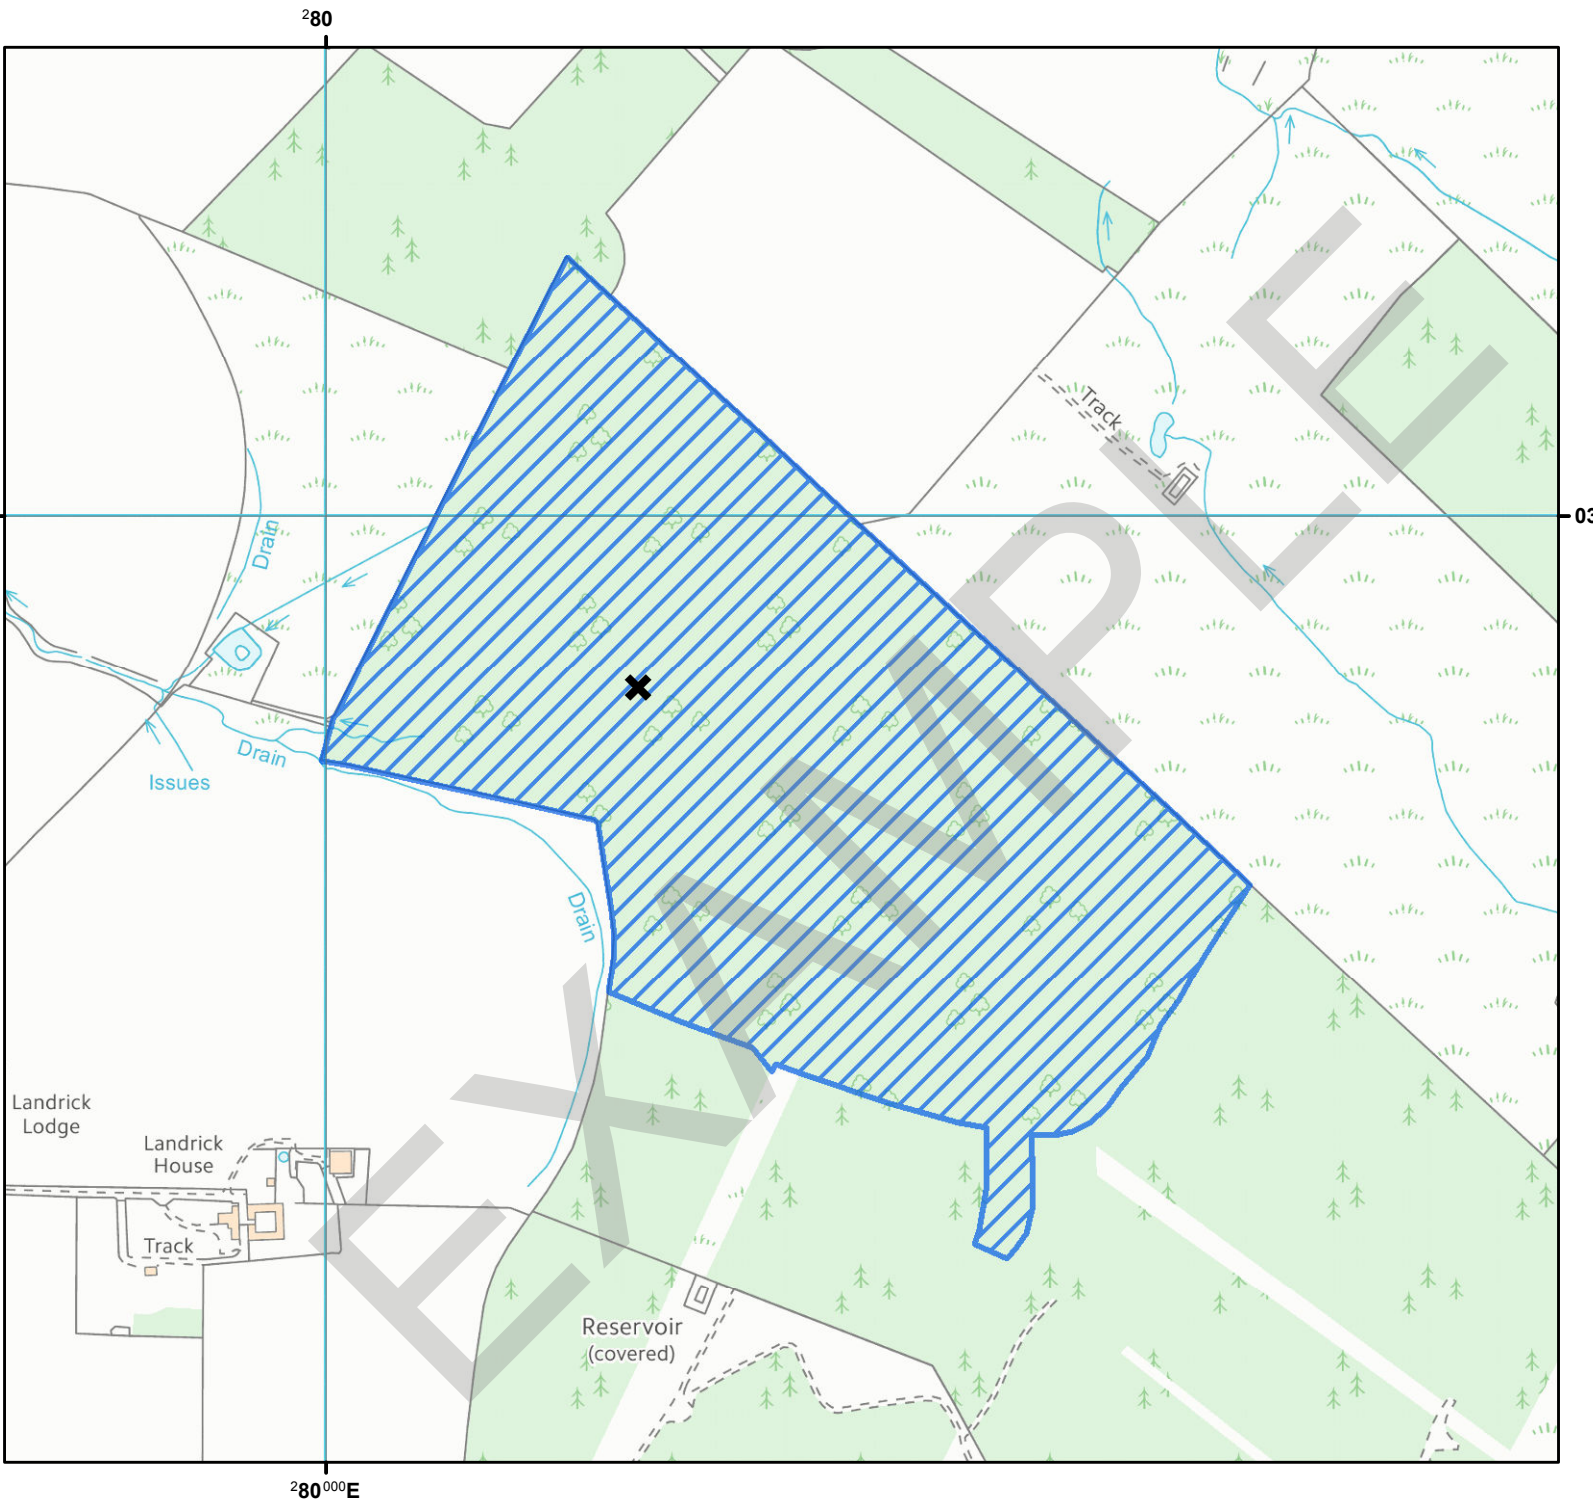 ²80
Track
03
Drain
Drain
Issues
Drain
Landrick
Lodge
Landrick
House
Track
Reservoir
(covered)
EXAMPLE
²80⁰⁰⁰E